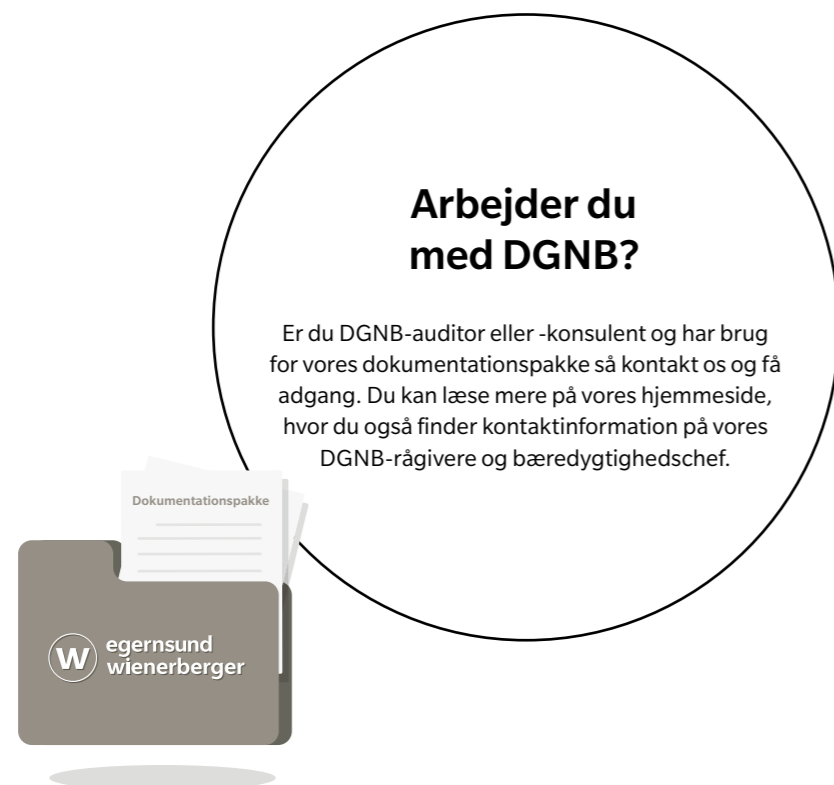 Arbejder du
med DGNB?
Er du DGNB-auditor eller -konsulent og har brug
for vores dokumentationspakke så kontakt os og få
adgang. Du kan læse mere på vores hjemmeside,
hvor du også finder kontaktinformation på vores
DGNB-rågivere og bæredygtighedschef.
Dokumentationspakke
W egernsund
wienerberger